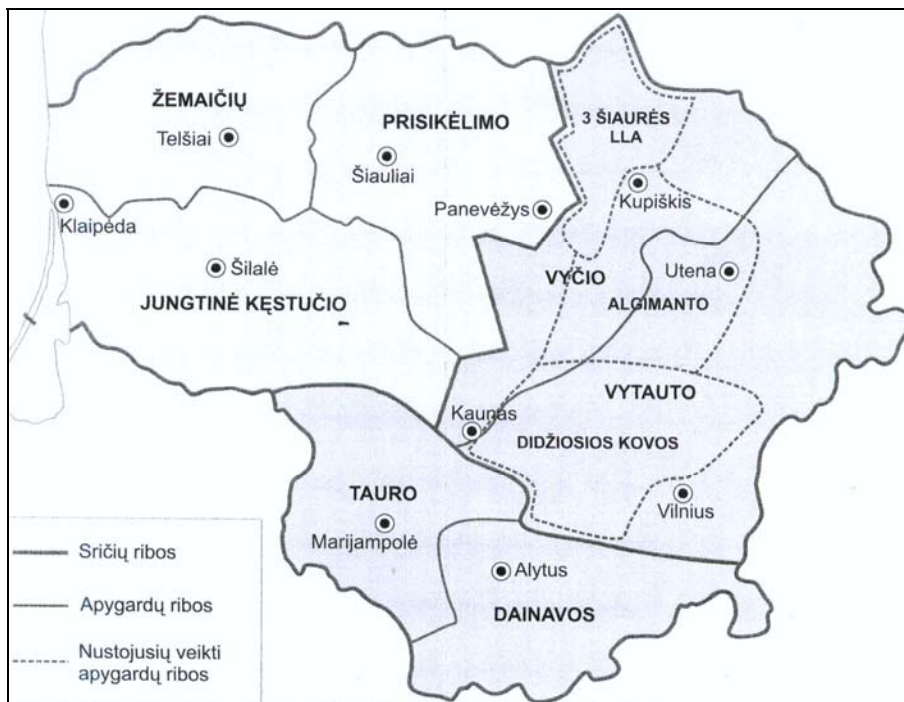 ŽEMAIČIŲ
Telšiai
PRISIKĖLIMO
Šiauliai
3 ŠIAURĖS
LLA
Kupiškis
Panevėžys
Klaipėda
Šilalė
JUNGTINĖ KĘSTUČIO
VYČIO
Utena
ALGIMANTO
VYTAUTO
Kaunas
DIDŽIOSIOS KOVOS
TAURO
Marijampolė
Vilnius
Alytus
DAINAVOS
Sričių ribos
Apygardų ribos
Nustojusių veikti
apygardų ribos